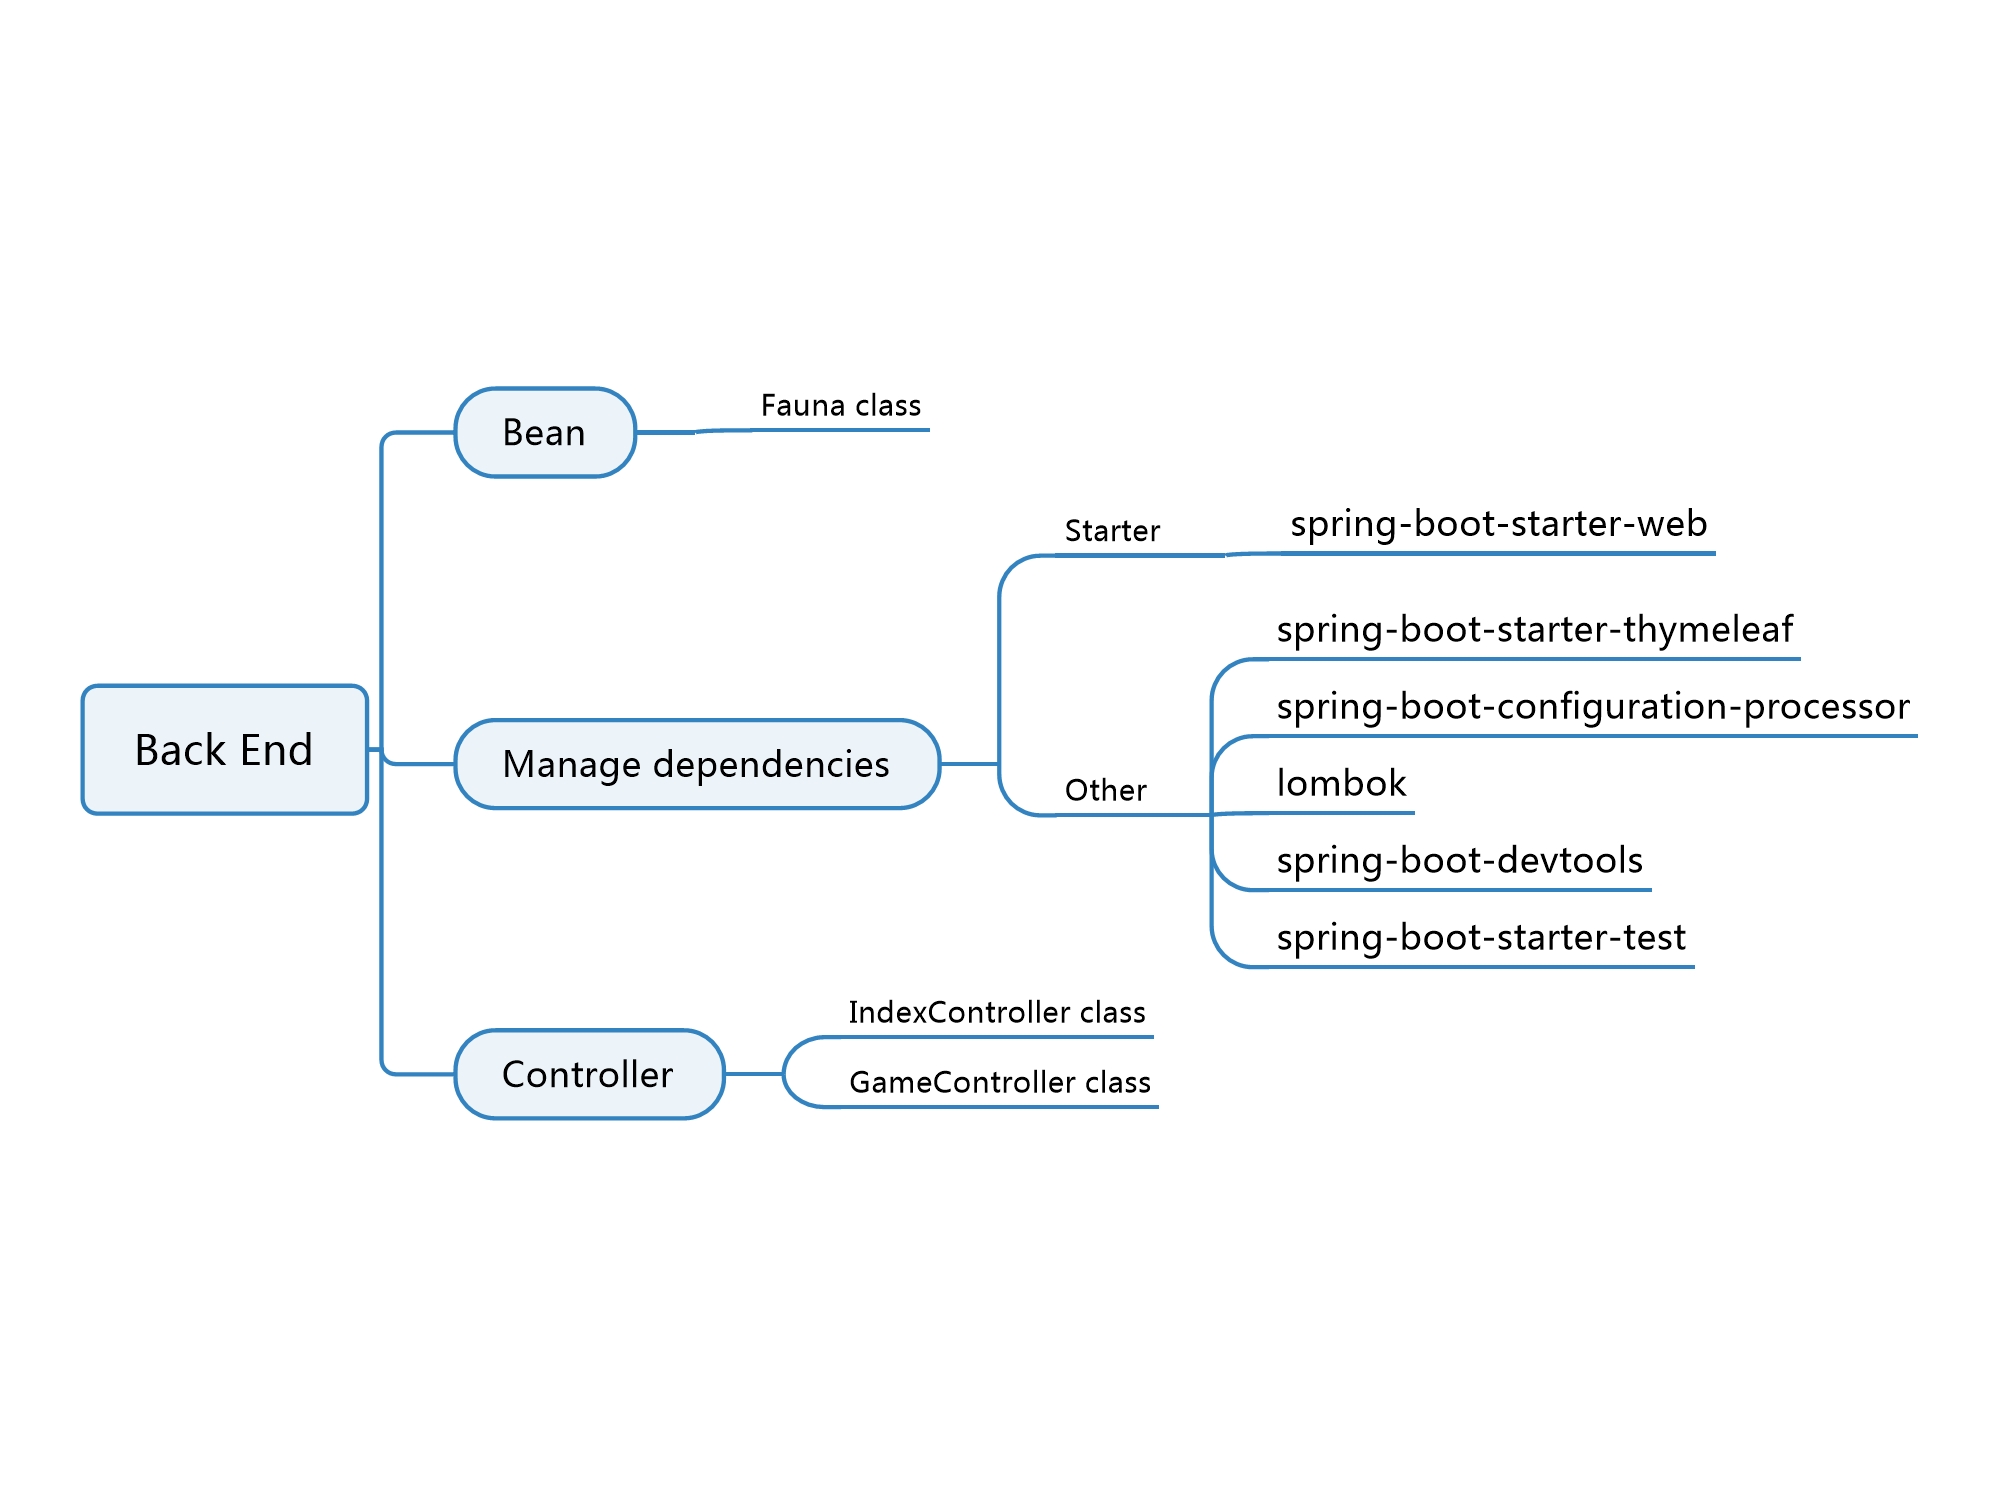 Back End
Bean
Fauna class
Manage dependencies
Starter
spring-boot-starter-web
Other
spring-boot-starter-thymeleaf
spring-boot-configuration-processor
lombok
spring-boot-devtools
spring-boot-starter-test
Controller
IndexController class
GameController class